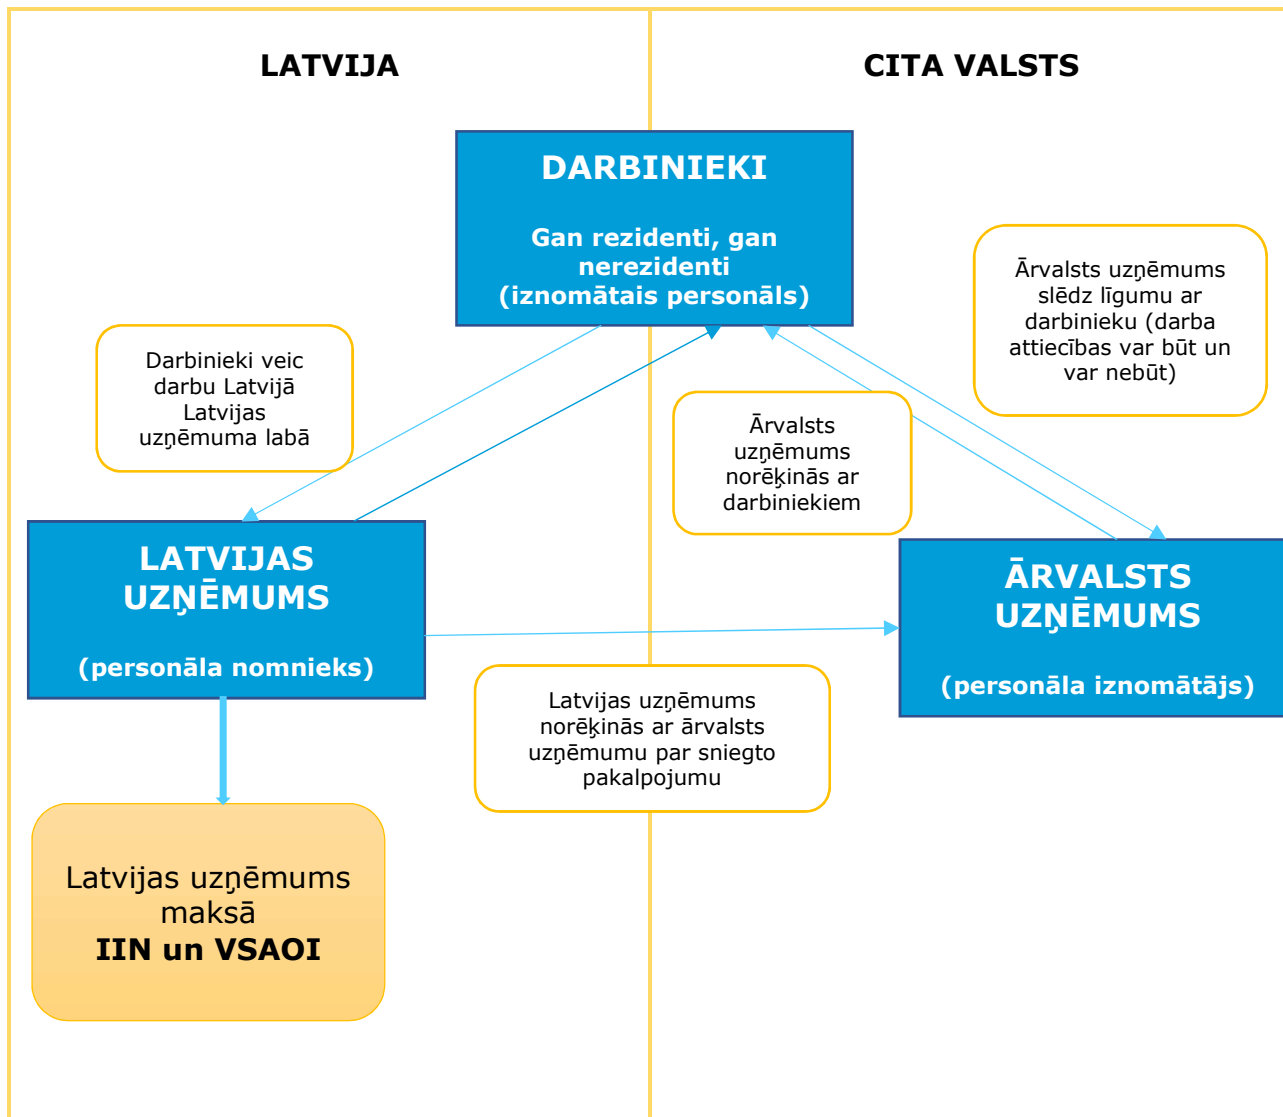 LATVIJA
CITA VALSTS
DARBINIEKI
Gan rezidenti, gan
nerezidenti
(iznomātais personāls)
Ārvalsts uzņēmums
slēdz līgumu ar
darbinieku (darba
attiecības var būt un
var nebūt)
Darbinieki veic
darbu Latvijā
Latvijas
uzņēmuma labā
Ārvalsts
uzņēmums
norēķinās ar
darbiniekiem
LATVIJAS
UZŅĒMUMS
(personāla nomnieks)
ĀRVALSTS
UZŅĒMUMS
(personāla iznomātājs)
Latvijas uzņēmums
norēķinās ar ārvalsts
uzņēmumu par sniegto
pakalpojumu
Latvijas uzņēmums
maksā
IIN un VSAOI